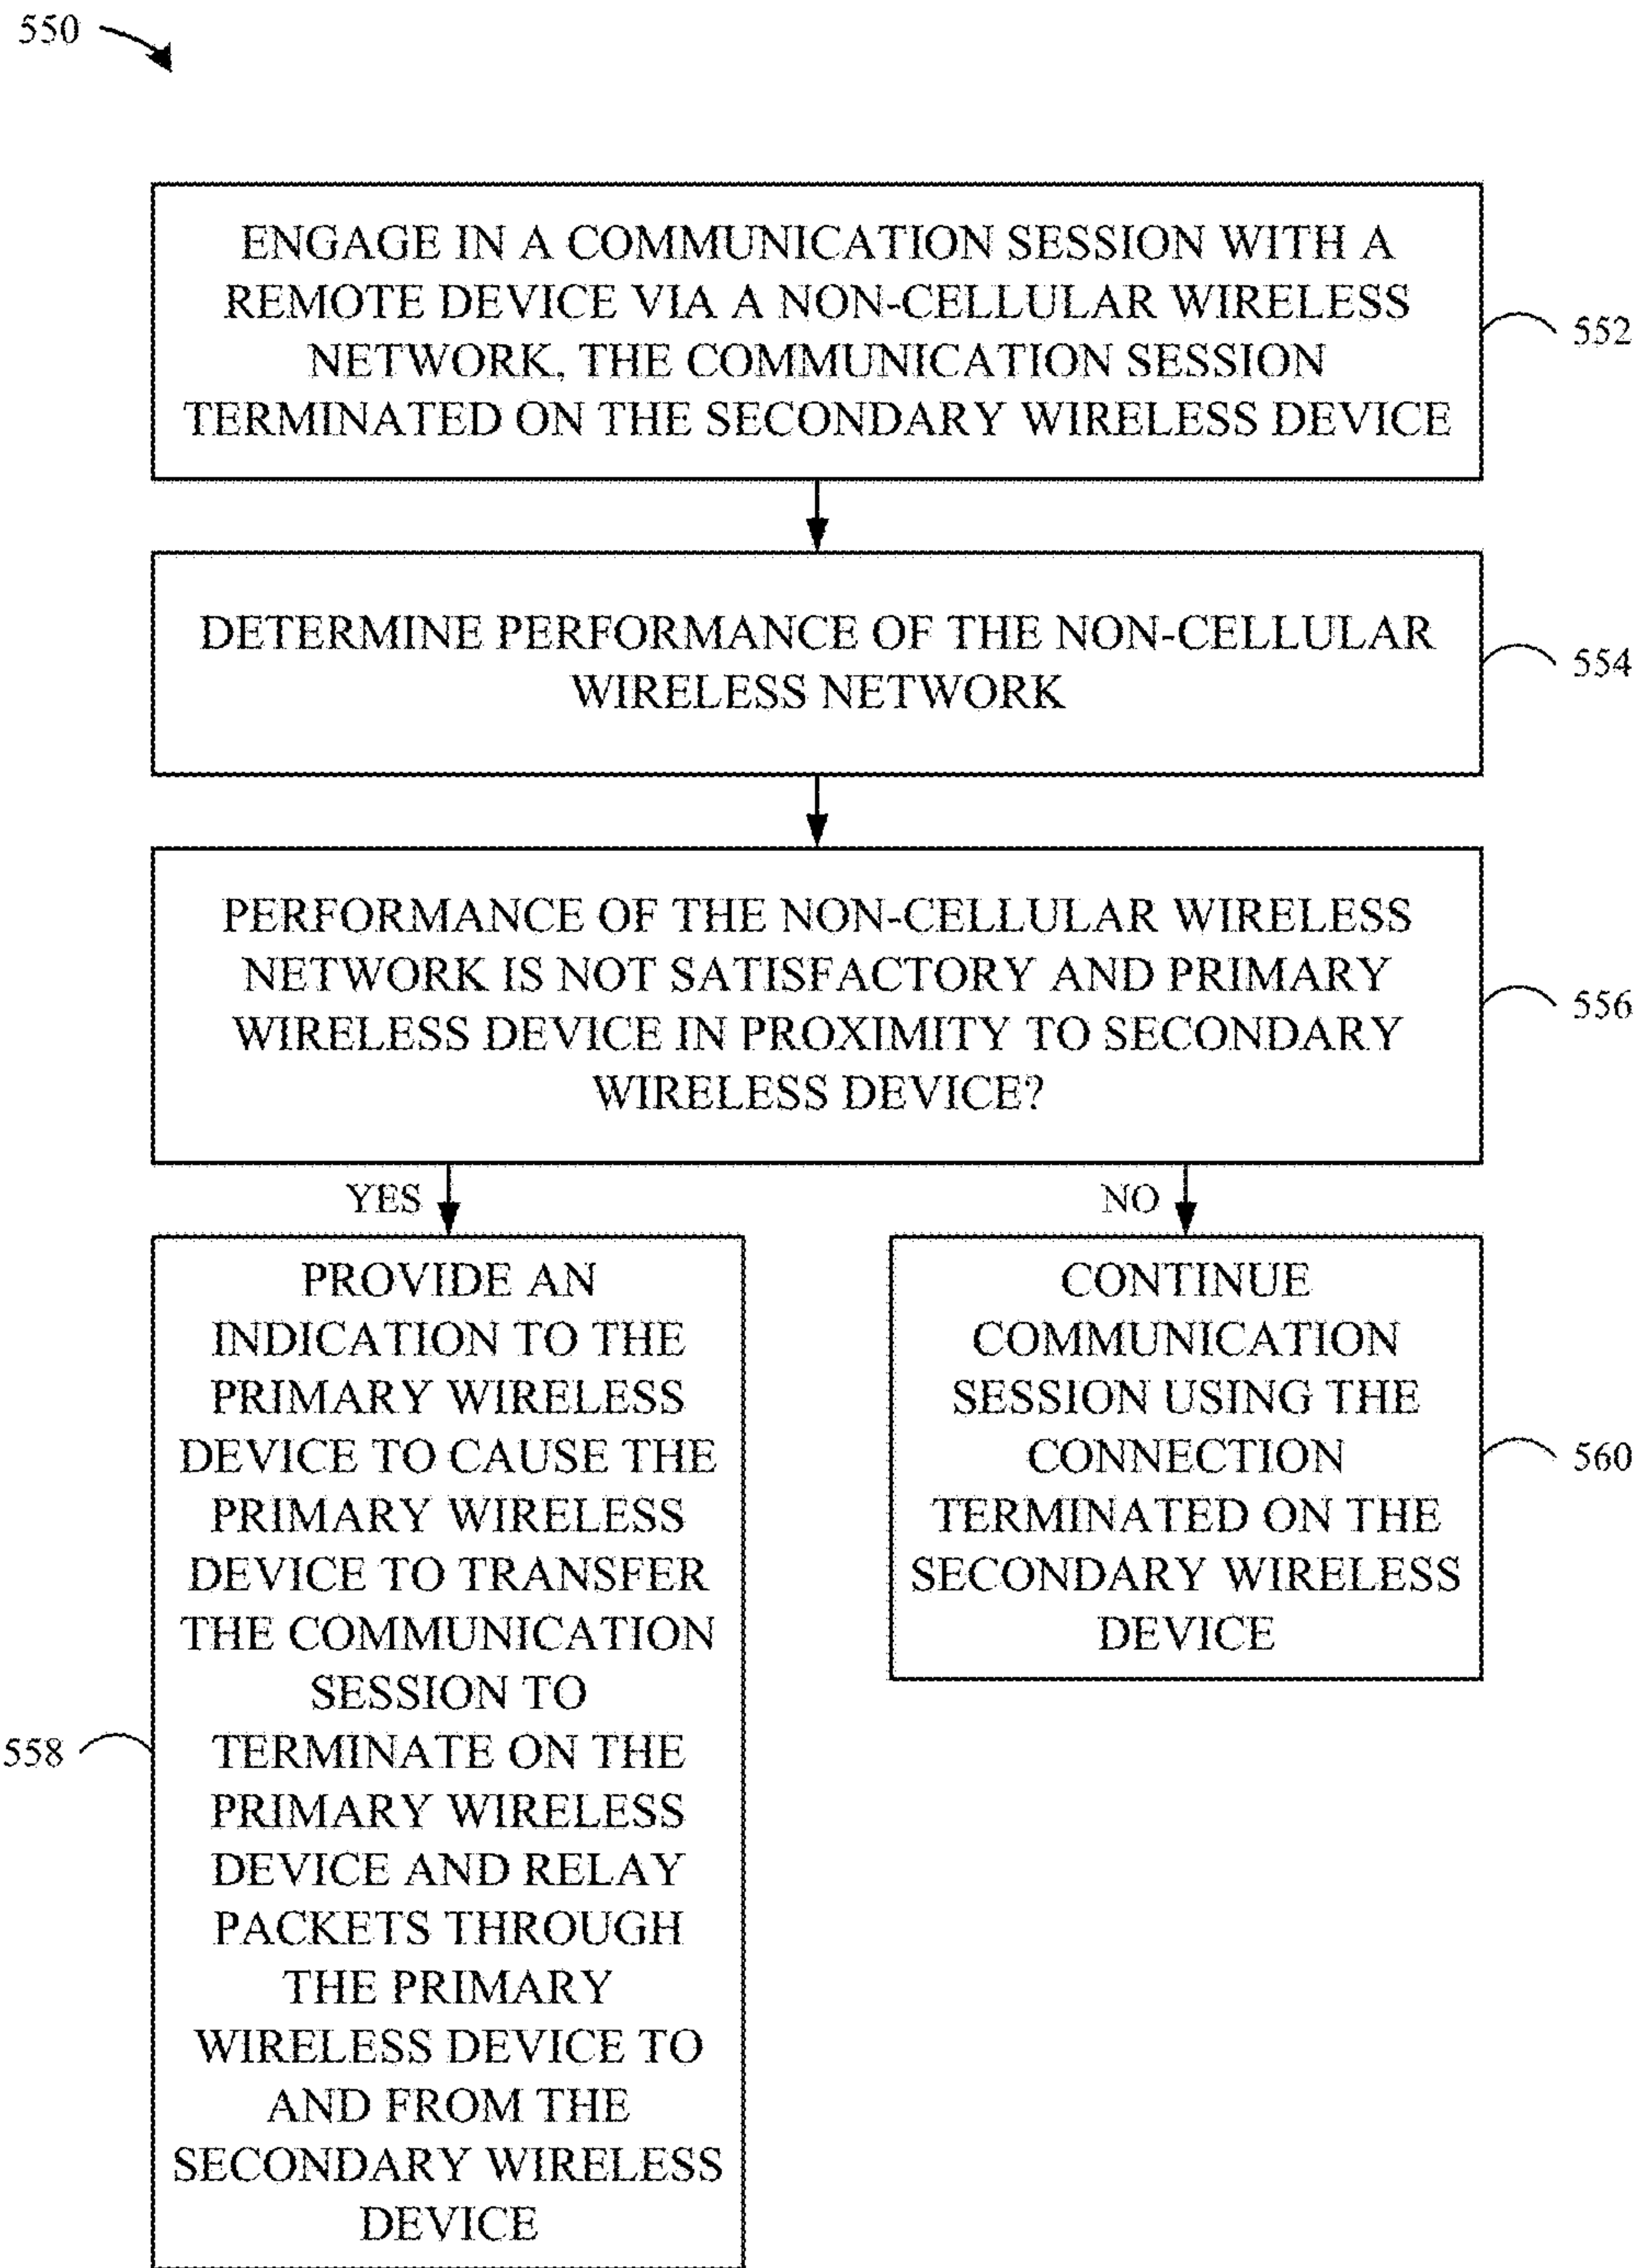 550
ENGAGE IN A COMMUNICATION SESSION WITH A
REMOTE DEVICE VIA A NON-CELLULAR WIRELESS
NETWORK, THE COMMUNICATION SESSION
TERMINATED ON THE SECONDARY WIRELESS DEVICE
552
DETERMINE PERFORMANCE OF THE NON-CELLULAR
WIRELESS NETWORK
554
PERFORMANCE OF THE NON-CELLULAR WIRELESS
NETWORK IS NOT SATISFACTORY AND PRIMARY
WIRELESS DEVICE IN PROXIMITY TO SECONDARY
WIRELESS DEVICE?
556
YES
NO
PROVIDE AN
INDICATION TO THE
PRIMARY WIRELESS
DEVICE TO CAUSE THE
PRIMARY WIRELESS
DEVICE TO TRANSFER
THE COMMUNICATION
SESSION TO
TERMINATE ON THE
PRIMARY WIRELESS
DEVICE AND RELAY
PACKETS THROUGH
THE PRIMARY
WIRELESS DEVICE TO
AND FROM THE
SECONDARY WIRELESS
DEVICE
558
CONTINUE
COMMUNICATION
SESSION USING THE
CONNECTION
TERMINATED ON THE
SECONDARY WIRELESS
DEVICE
560